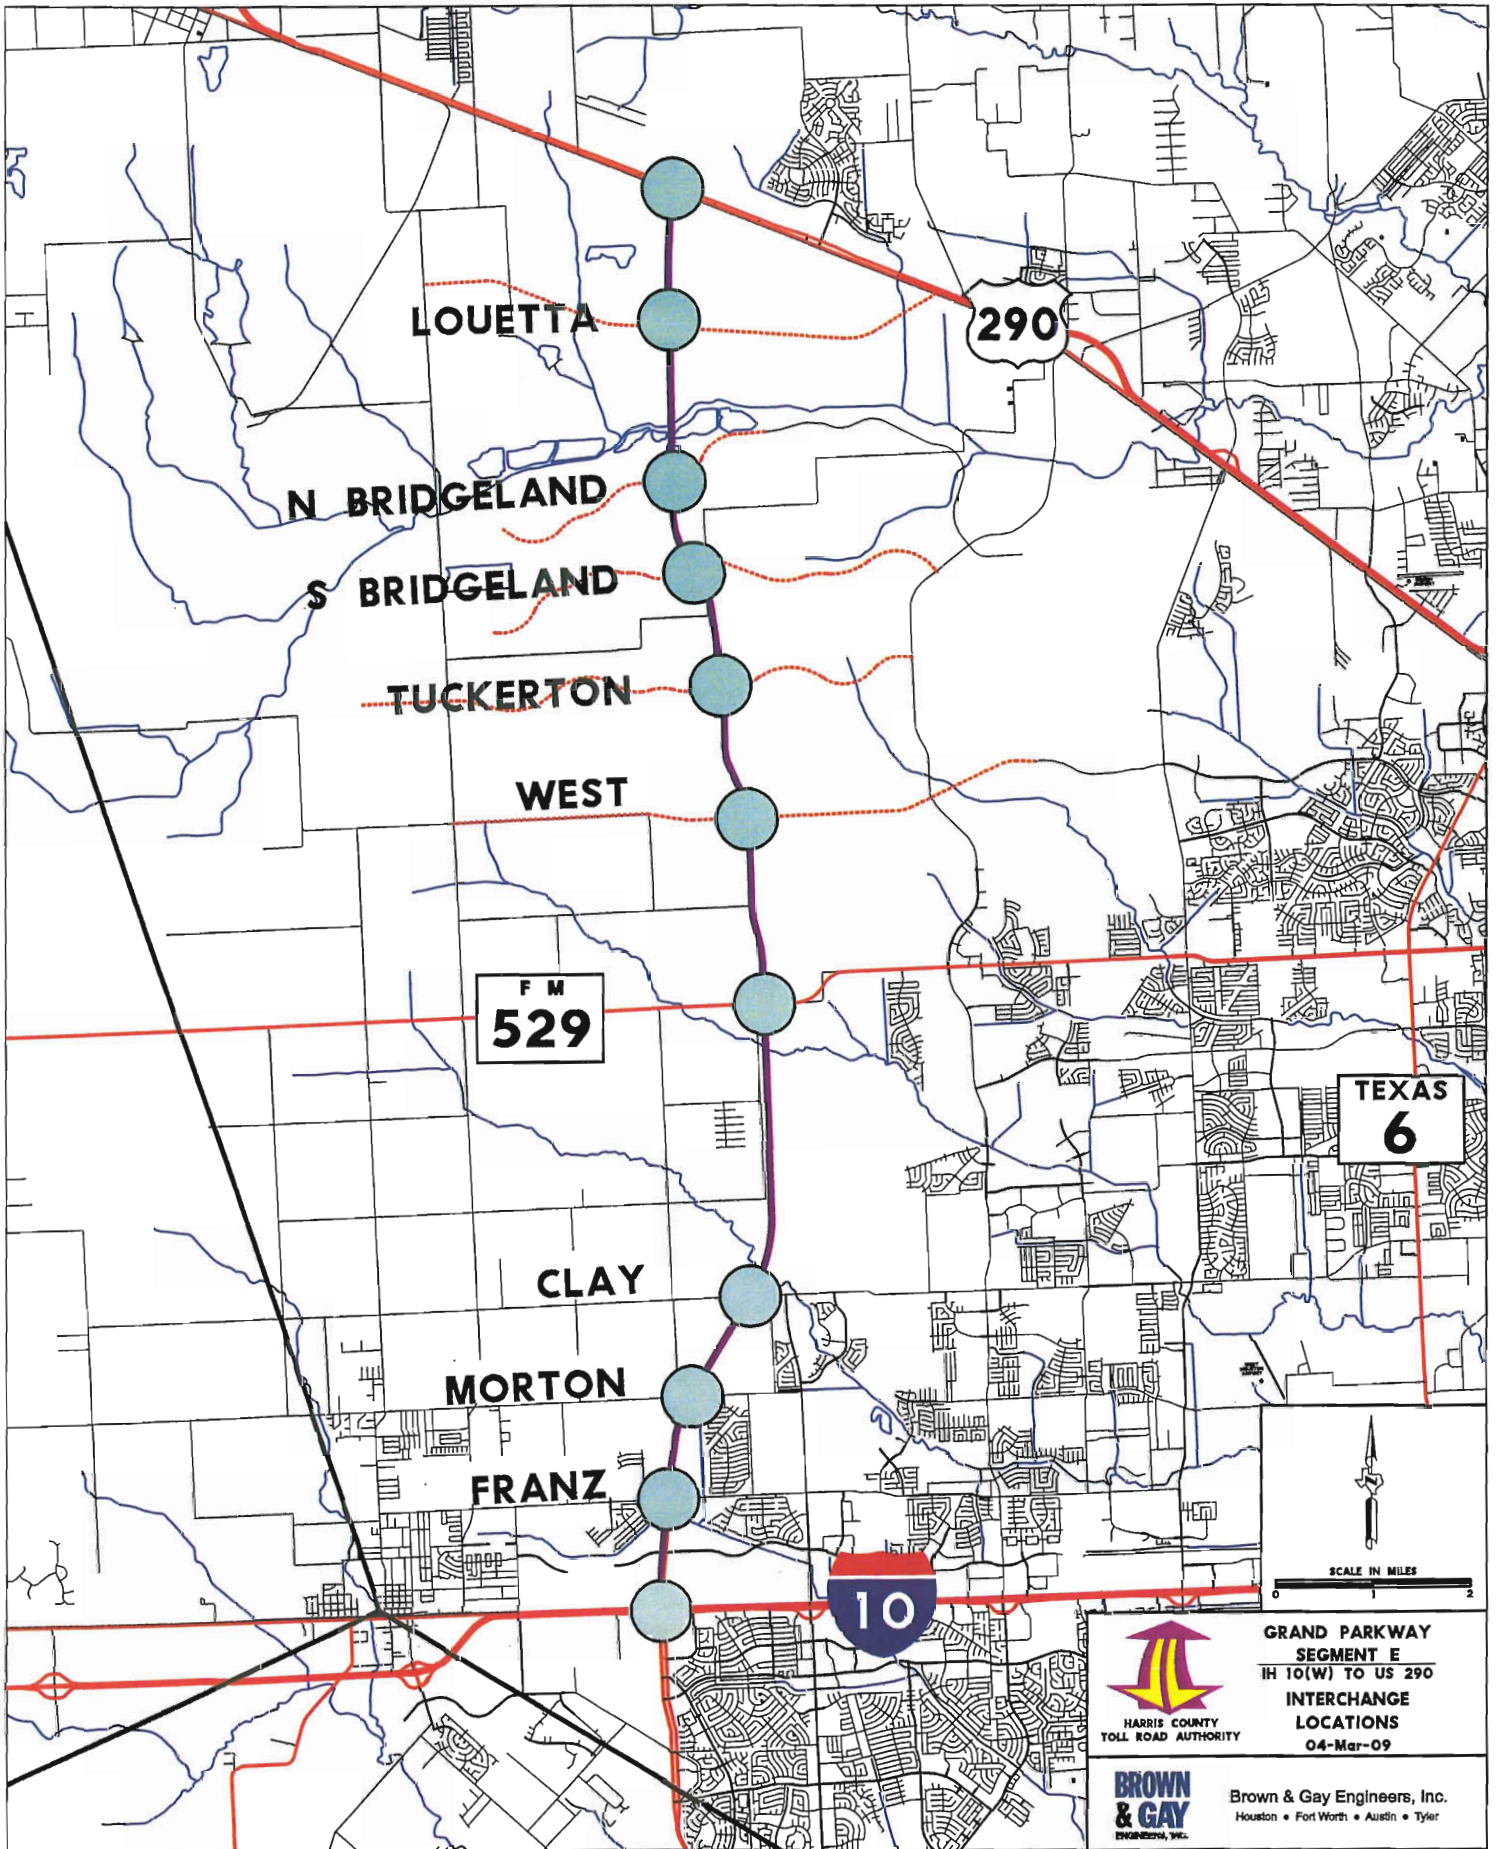 LOUETTA
290
N BRIDGELAND
S BRIDGELAND
TUCKERTON
WEST
F M
529
TEXAS
6
CLAY
MORTON
FRANZ
10
N
SCALE IN MILES
0 1 2
HARRIS COUNTY
TOLL ROAD AUTHORITY
GRAND PARKWAY
SEGMENT E
IH 10(W) TO US 290
INTERCHANGE
LOCATIONS
04-Mar-09
BROWN
& GAY
ENGINEERS, INC.
Brown & Gay Engineers, Inc.
Houston • Fort Worth • Austin • Tyler